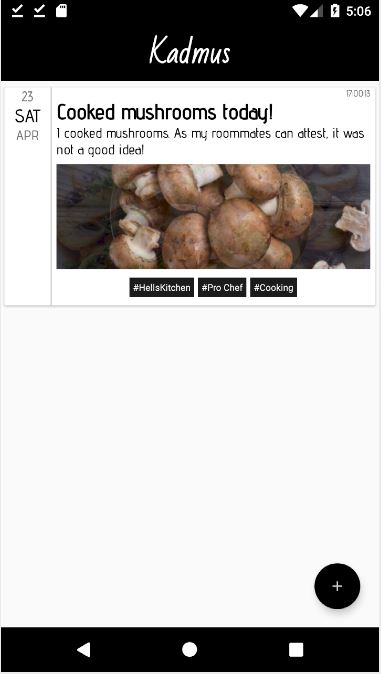 5:06
Kadmus
23
SAT
APR
17:00:13
Cooked mushrooms today!
I cooked mushrooms. As my roommates can attest, it was
not a good idea!
#HellsKitchen #Pro Chef #Cooking
+